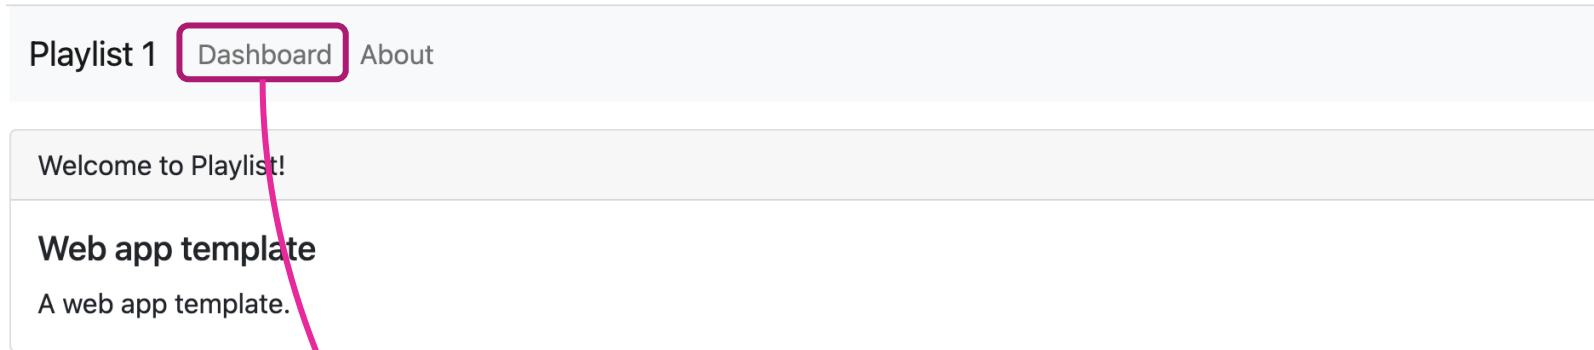 Playlist 1 Dashboard About
Welcome to Playlist!
Web app template
A web app template.